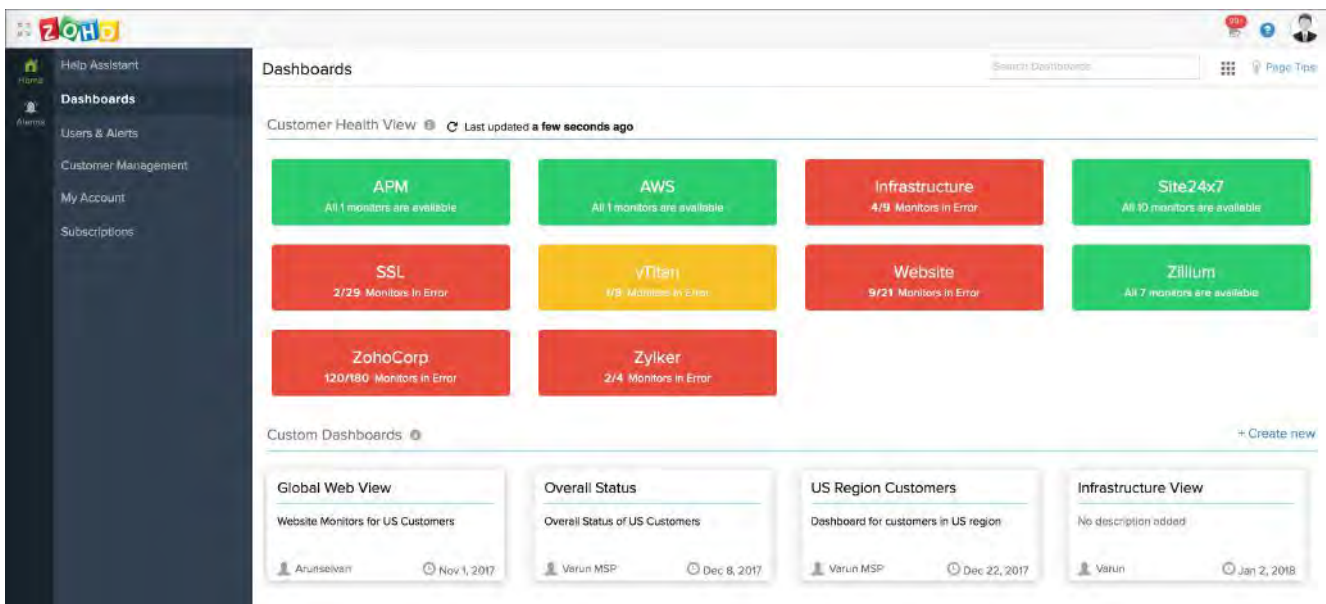 ZOHO
99+
Home
Alarms
Help Assistant
Dashboards
Users & Alerts
Customer Management
My Account
Subscriptions
Dashboards
Search Dashboards
Page Tips
Customer Health View
Last updated a few seconds ago
APM
All 1 monitors are available
AWS
All 1 monitors are available
Infrastructure
4/9 Monitors in Error
Site24x7
All 10 monitors are available
SSL
2/29 Monitors in Error
vTitan
Monitors in Error
Website
9/21 Monitors in Error
Zillium
All 7 monitors are available
ZohoCorp
120/180 Monitors in Error
Zylker
2/4 Monitors in Error
Custom Dashboards
+ Create new
Global Web View
Website Monitors for US Customers
Arunselvan
Nov 1, 2017
Overall Status
Overall Status of US Customers
Varun MSP
Dec 8, 2017
US Region Customers
Dashboard for customers in US region
Varun MSP
Dec 22, 2017
Infrastructure View
No description added
Varun
Jan 2, 2018